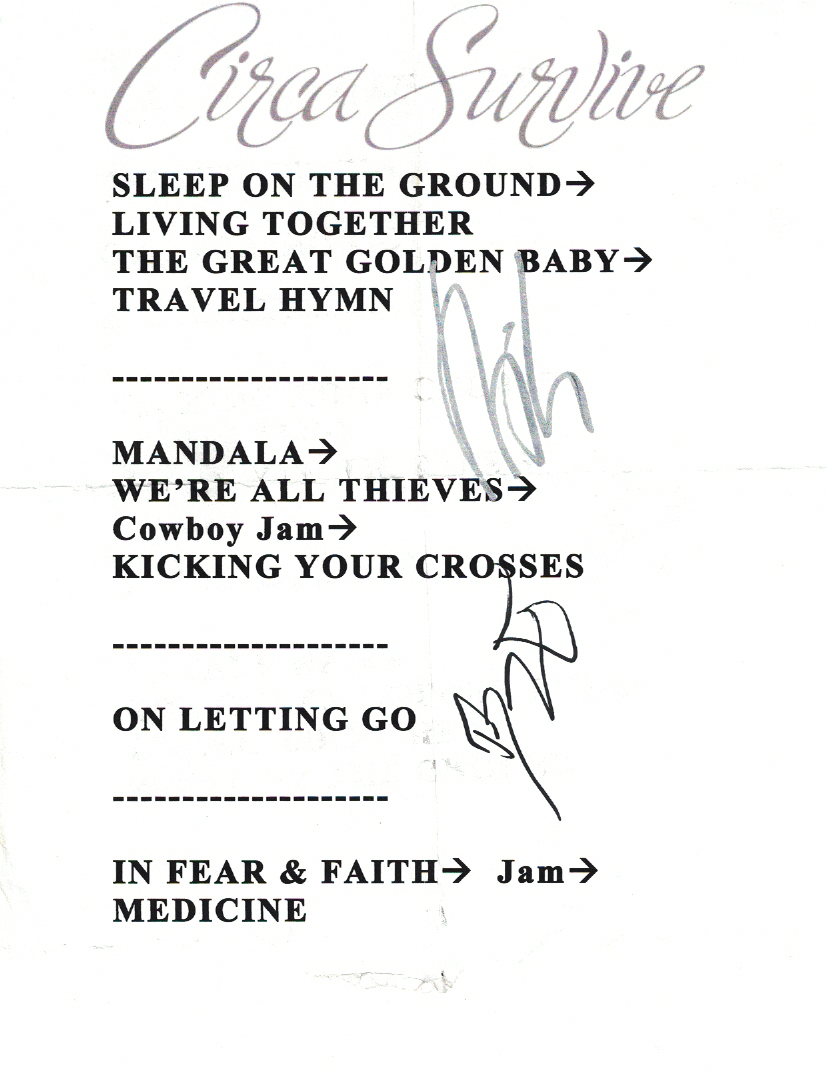 Circa Survive
SLEEP ON THE GROUND→
LIVING TOGETHER
THE GREAT GOLDEN BABY→
TRAVEL HYMN
--------------------
MANDALA→
WE'RE ALL THIEVES→
Cowboy Jam→
KICKING YOUR CROSSES
--------------------
ON LETTING GO
--------------------
IN FEAR & FAITH→ Jam→
MEDICINE